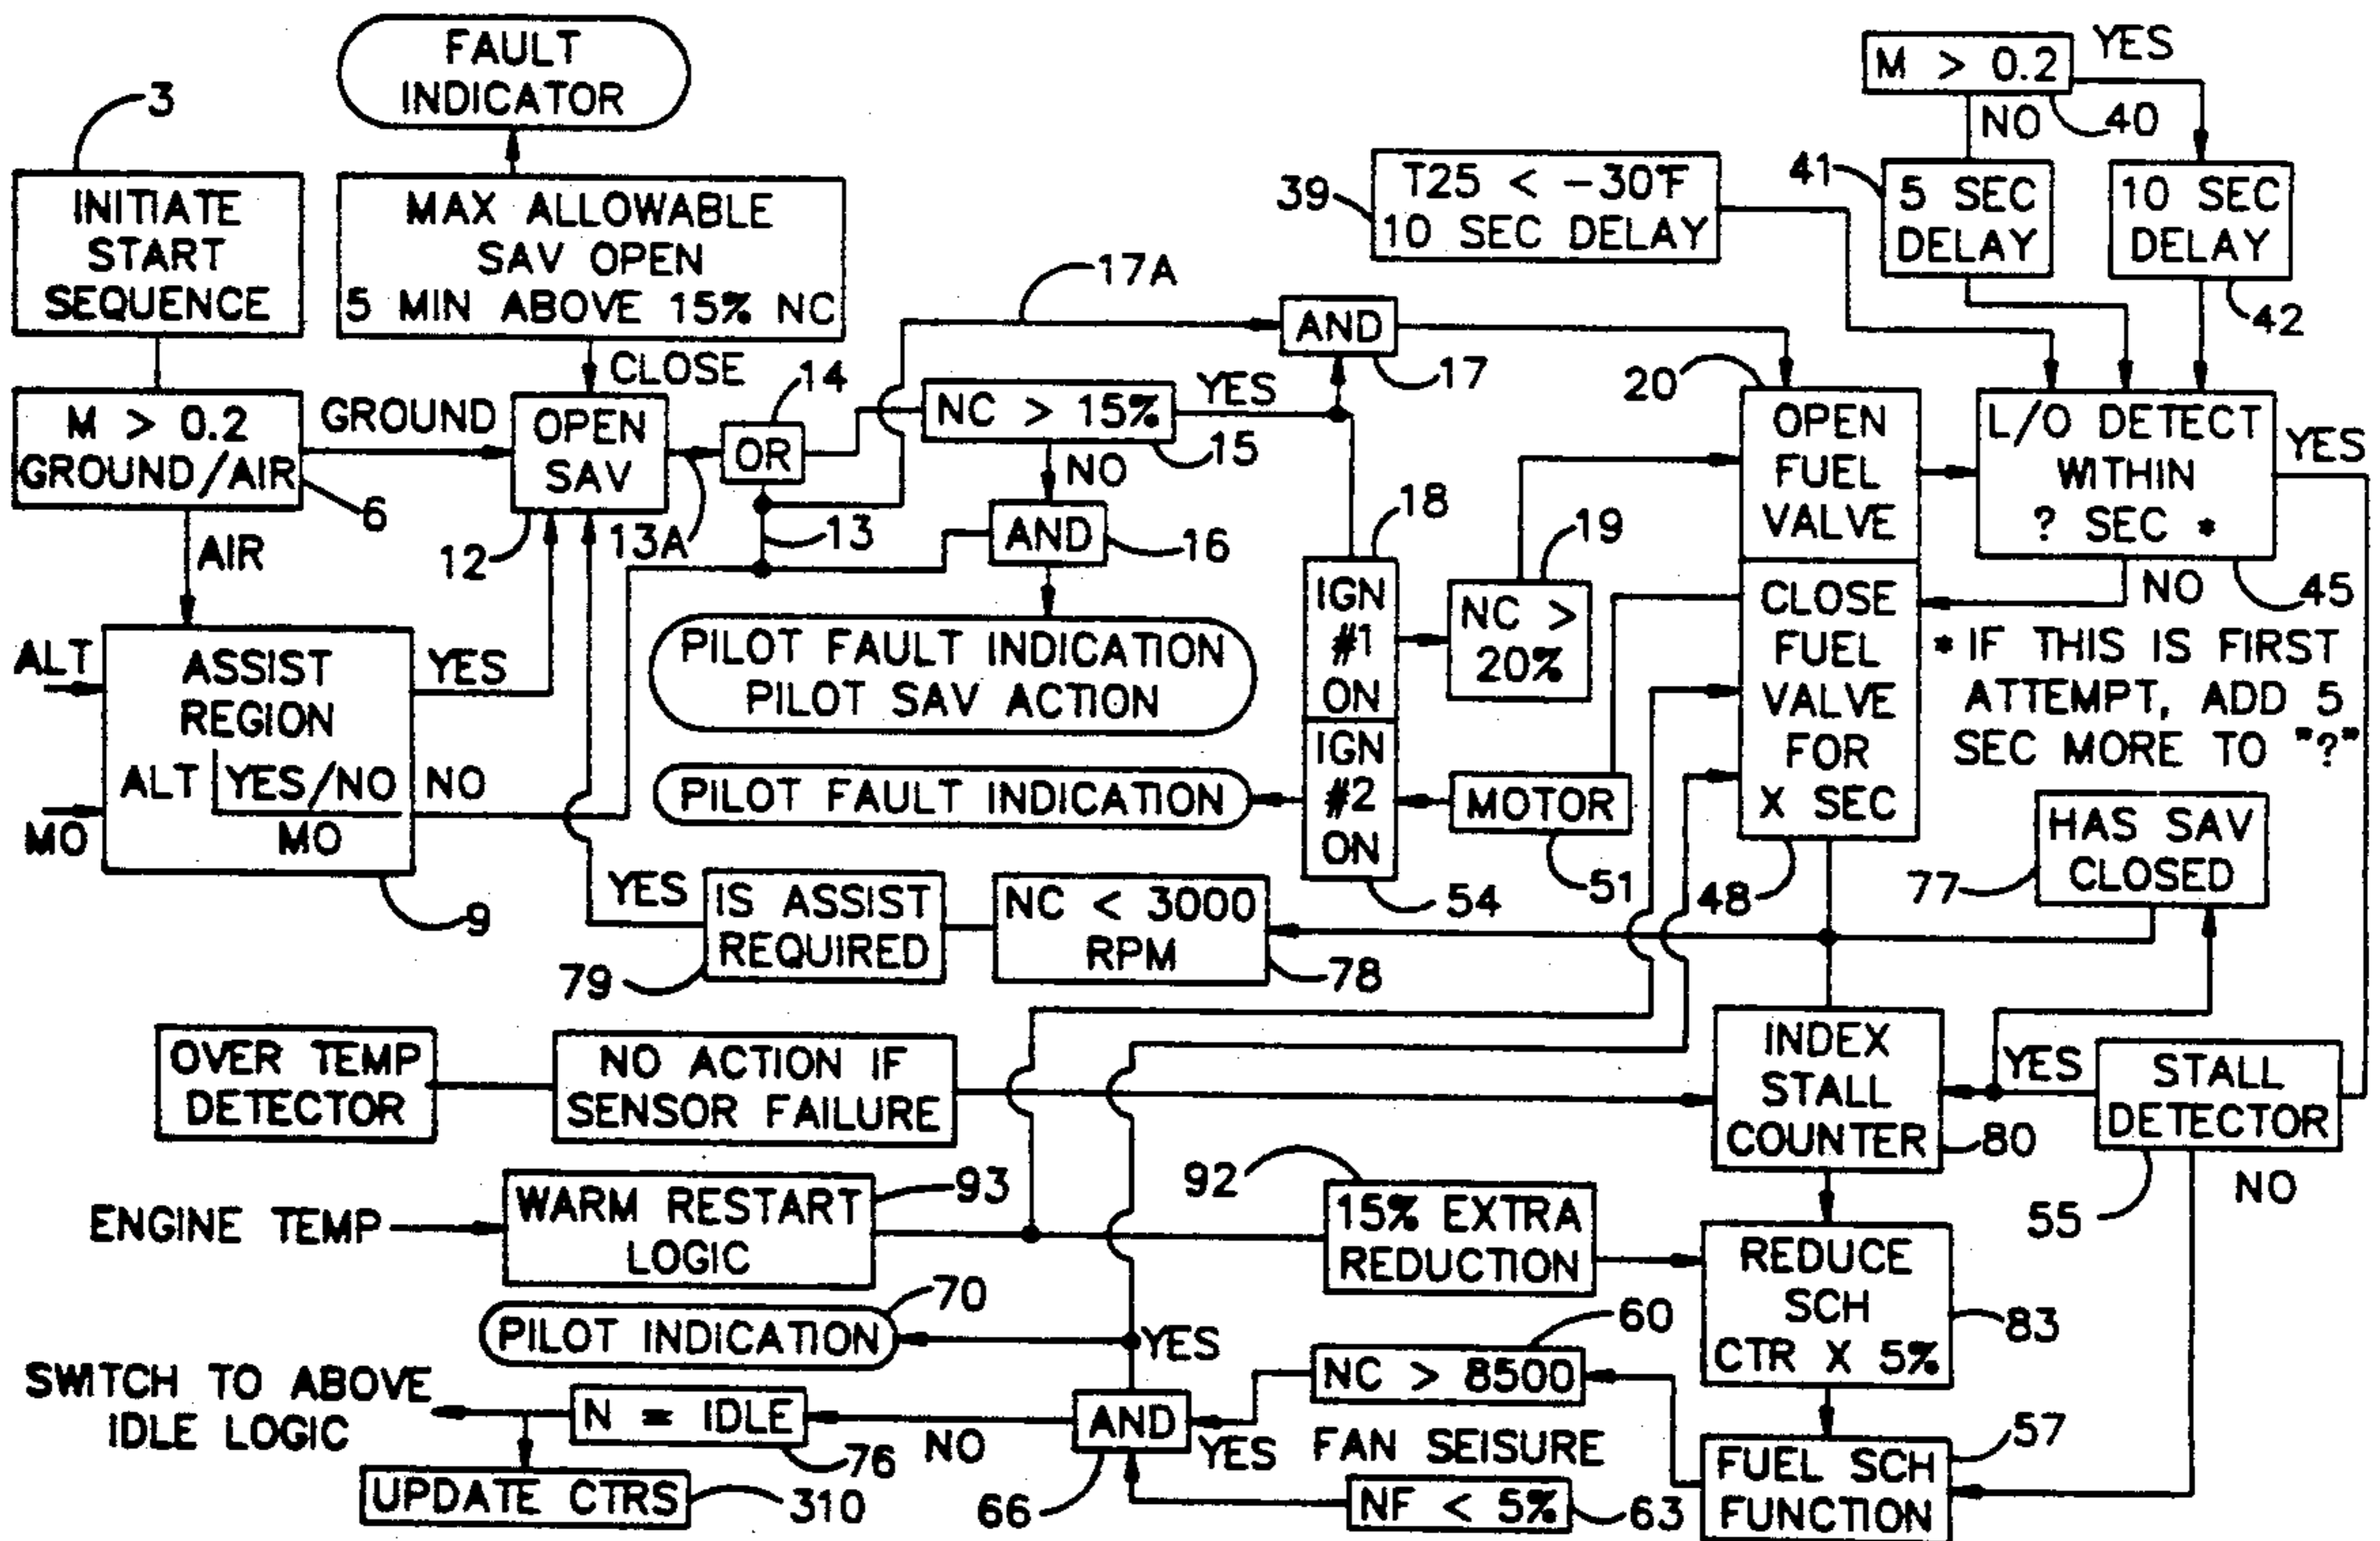 FAULT
INDICATOR
3
INITIATE
START
SEQUENCE
MAX ALLOWABLE
SAV OPEN
5 MIN ABOVE 15% NC
CLOSE
M > 0.2
GROUND/AIR
6
GROUND
AIR
OPEN
SAV
12
13A
14
OR
13
NC > 15%
YES
15
NO
AND
16
17A
AND
17
PILOT FAULT INDICATION
PILOT SAV ACTION
ALT
MO
ASSIST
REGION
ALT
YES/NO
MO
YES
NO
9
18
IGN
#1
ON
IGN
#2
ON
54
19
NC >
20%
PILOT FAULT INDICATION
MOTOR
51
M > 0.2
YES
NO
40
T25 < -30°F
10 SEC DELAY
39
41
5 SEC
DELAY
10 SEC
DELAY
42
20
OPEN
FUEL
VALVE
L/O DETECT
WITHIN
? SEC *
YES
NO
45
CLOSE
FUEL
VALVE
FOR
X SEC
48
* IF THIS IS FIRST
ATTEMPT, ADD 5
SEC MORE TO "?"
HAS SAV
CLOSED
77
YES
IS ASSIST
REQUIRED
79
NC < 3000
RPM
78
OVER TEMP
DETECTOR
NO ACTION IF
SENSOR FAILURE
INDEX
STALL
COUNTER
80
YES
STALL
DETECTOR
55
NO
ENGINE TEMP
WARM RESTART
LOGIC
93
92
15% EXTRA
REDUCTION
REDUCE
SCH
CTR X 5%
83
PILOT INDICATION
70
YES
60
NC > 8500
SWITCH TO ABOVE
IDLE LOGIC
N = IDLE
76
NO
AND
66
YES
FAN SEISURE
NF < 5%
63
FUEL SCH
FUNCTION
57
UPDATE CTRS
310